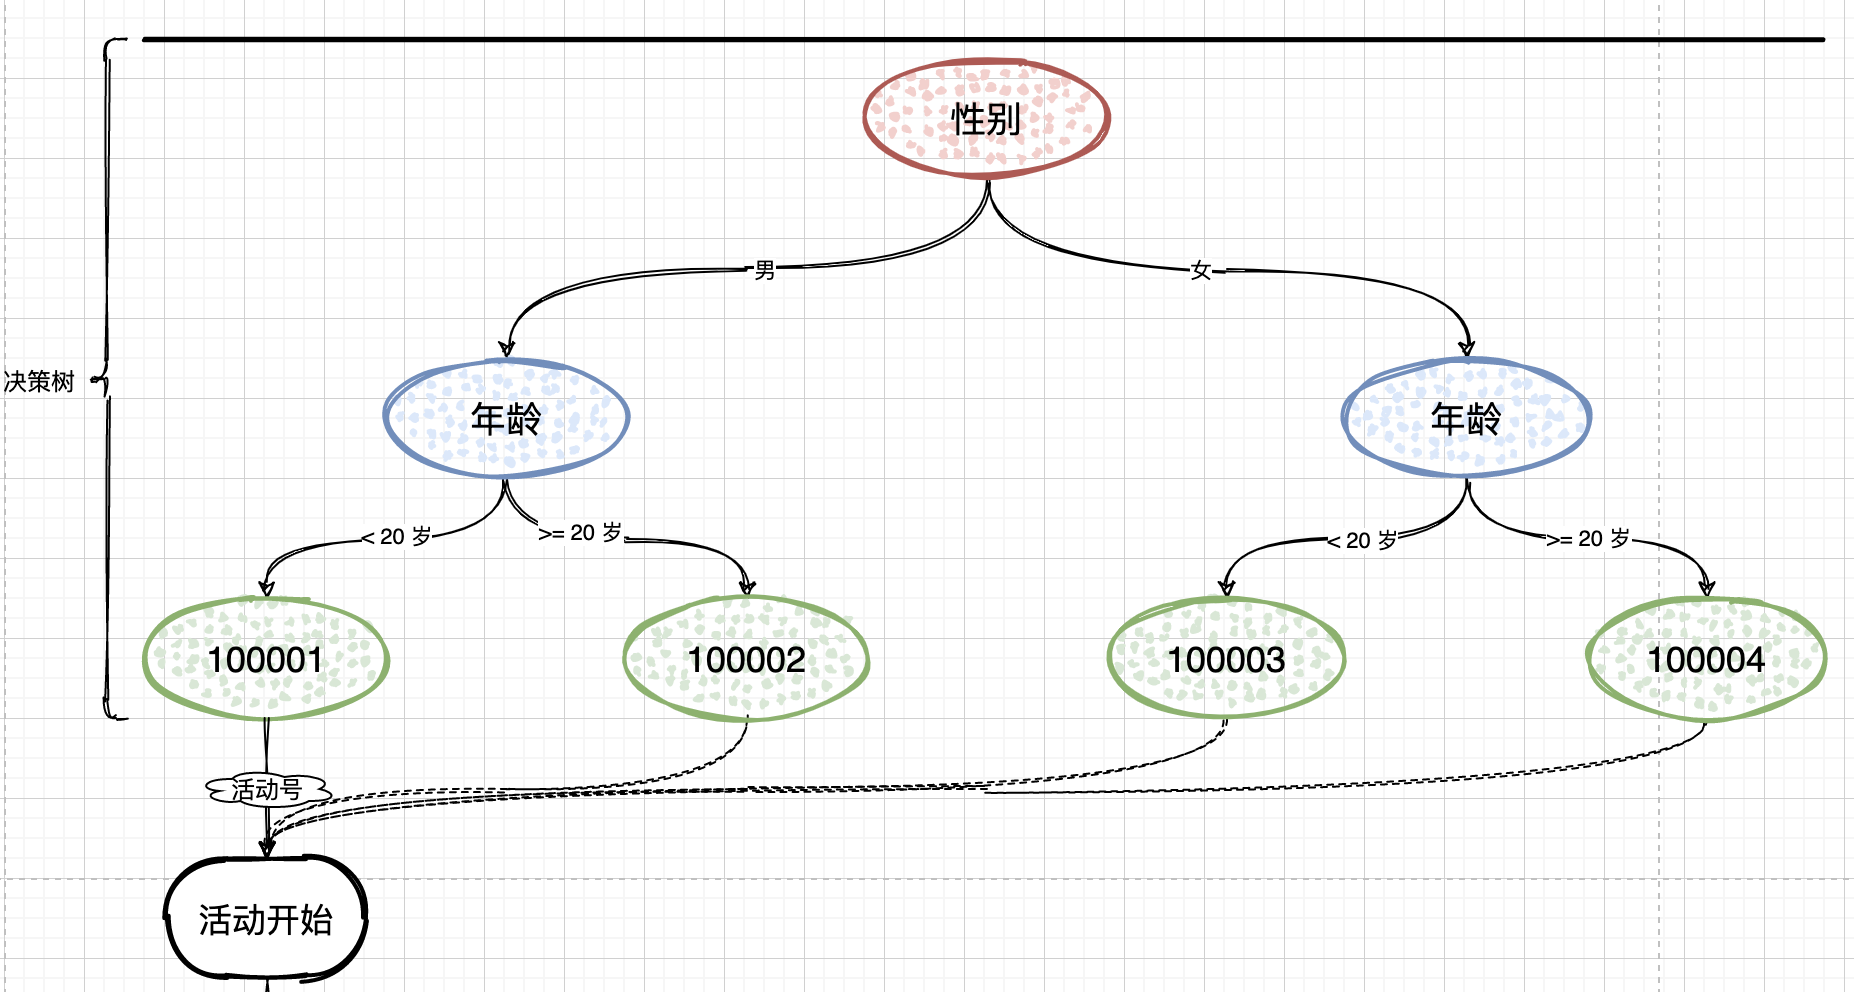 性别
男
女
决策树
年龄
年龄
< 20 岁
>= 20 岁
< 20 岁
>= 20 岁
100001
100002
100003
100004
活动号
活动开始